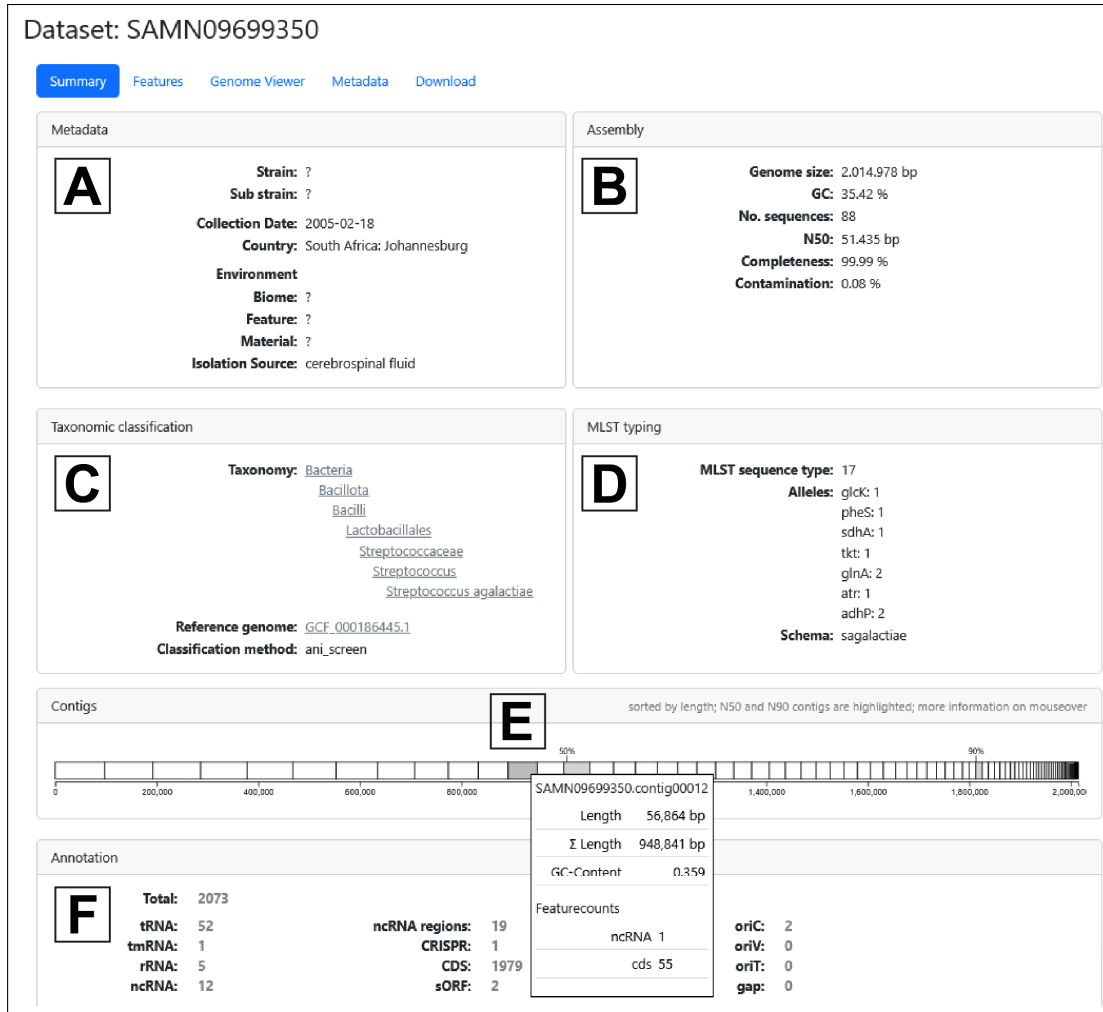 Dataset: SAMN09699350
Summary Features Genome Viewer Metadata Download
Metadata
A
Strain: ?
Sub strain: ?
Collection Date: 2005-02-18
Country: South Africa: Johannesburg
Environment
Biome: ?
Feature: ?
Material: ?
Isolation Source: cerebrospinal fluid
Assembly
B
Genome size: 2.014.978 bp
GC: 35.42 %
No. sequences: 88
N50: 51.435 bp
Completeness: 99.99 %
Contamination: 0.08 %
Taxonomic classification
C
Taxonomy: Bacteria
Bacillota
Bacilli
Lactobacillales
Streptococcaceae
Streptococcus
Streptococcus agalactiae
Reference genome: GCF_000186445.1
Classification method: ani_screen
MLST typing
D
MLST sequence type: 17
Alleles: glcK: 1
pheS: 1
sdhA: 1
tkt: 1
glnA: 2
atr: 1
adhP: 2
Schema: sagalactiae
Contigs
E
sorted by length; N50 and N90 contigs are highlighted; more information on mouseover
50% 90%
0 200,000 400,000 600,000 800,000 1,400,000 1,600,000 1,800,000 2,000,00
SAMN09699350.contig00012
Length 56,864 bp
Σ Length 948,841 bp
GC-Content 0.359
Featurecounts
ncRNA 1
cds 55
Annotation
F
Total: 2073
tRNA: 52 ncRNA regions: 19 oriC: 2
tmRNA: 1 CRISPR: 1 oriV: 0
rRNA: 5 CDS: 1979 oriT: 0
ncRNA: 12 sORF: 2 gap: 0